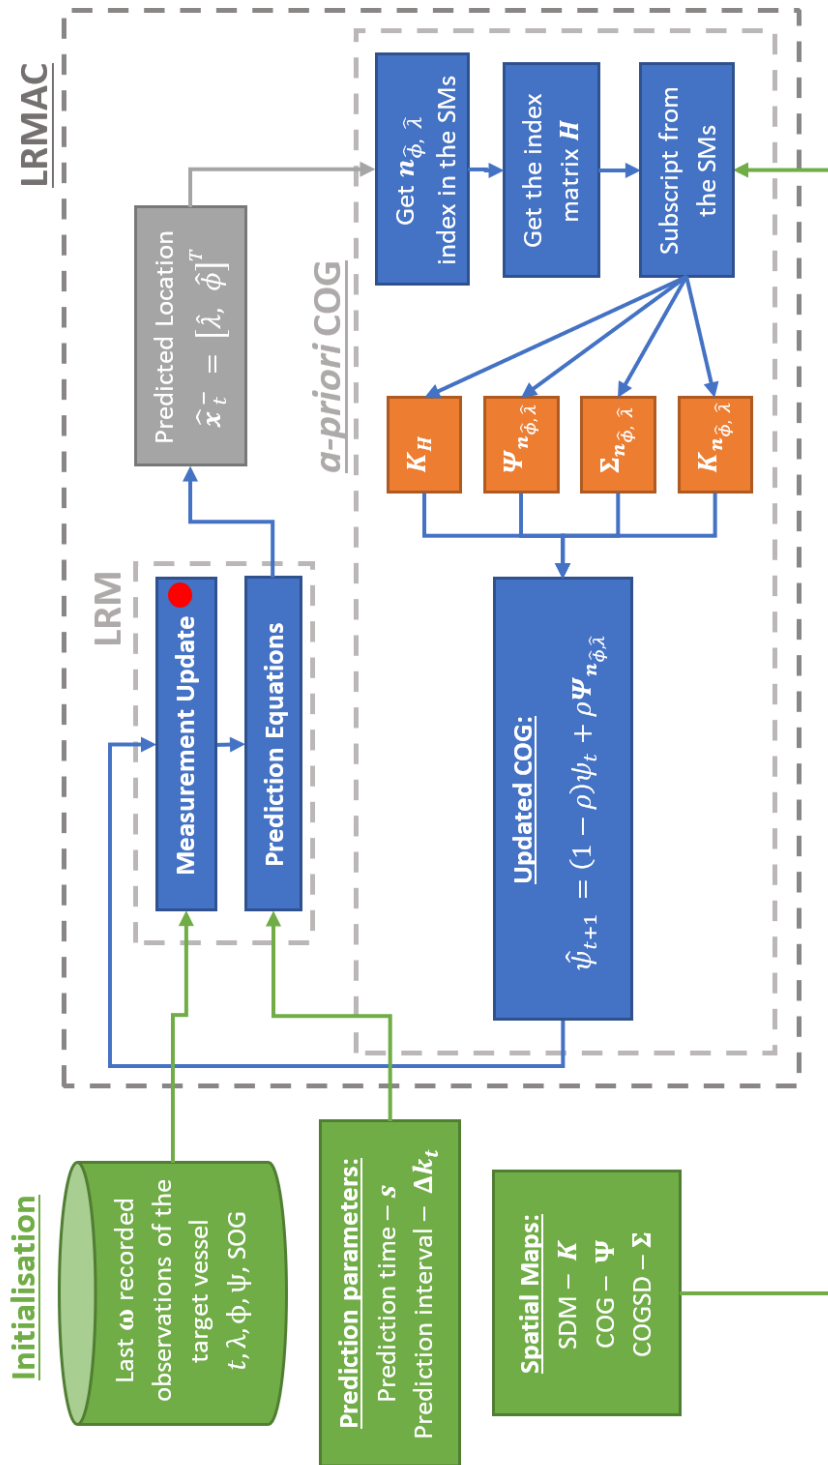 Initialisation
Last ω recorded
observations of the
target vessel
t, λ, ϕ, ψ, SOG
Prediction parameters:
Prediction time – s
Prediction interval – Δkₜ
Spatial Maps:
SDM – K
COG – Ψ
COGSD – Σ
LRMAC
LRM
Measurement Update
Prediction Equations
Predicted Location
x̂ₜ⁻ = [λ̂, ϕ̂]ᵀ
a-priori COG
Get n_ϕ̂, λ̂
index in the SMs
Get the index
matrix H
Subscript from
the SMs
K_H
Ψ_n_ϕ̂, λ̂
Σ_n_ϕ̂, λ̂
K_n_ϕ̂, λ̂
Updated COG:
ψ̂ₜ₊₁ = (1 − ρ)ψₜ + ρΨ_n_ϕ̂,λ̂